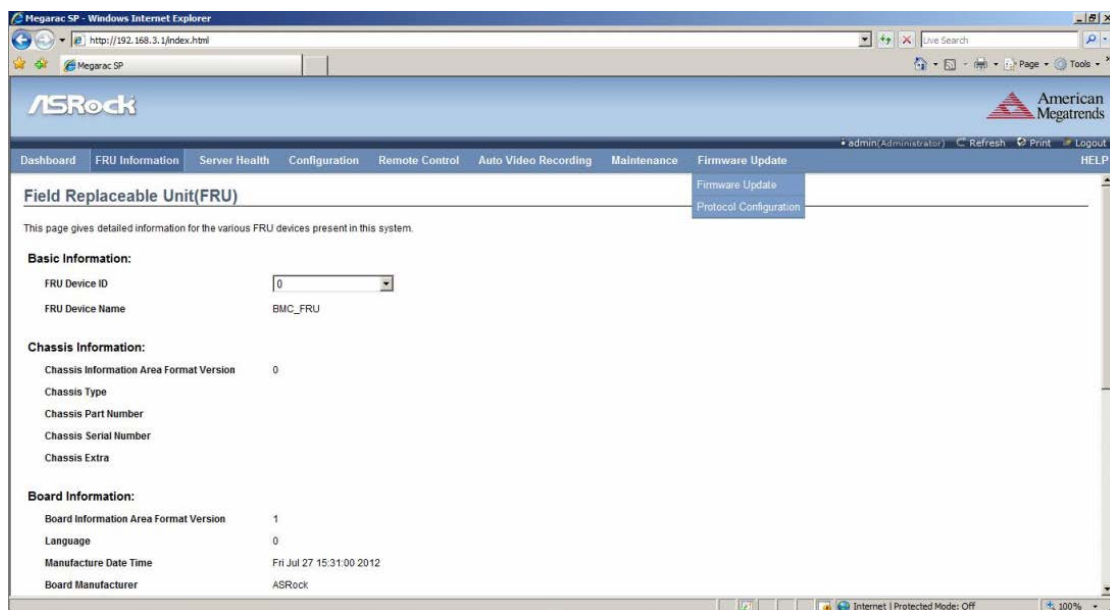 Megarac SP - Windows Internet Explorer
http://192.168.3.1/index.html
Live Search
Megarac SP
Page
Tools
ASRock
American
Megatrends
admin(Administrator) Refresh Print Logout
Dashboard FRU Information Server Health Configuration Remote Control Auto Video Recording Maintenance Firmware Update HELP
Firmware Update
Protocol Configuration
Field Replaceable Unit(FRU)
This page gives detailed information for the various FRU devices present in this system.
Basic Information:
FRU Device ID 0
FRU Device Name BMC_FRU
Chassis Information:
Chassis Information Area Format Version 0
Chassis Type
Chassis Part Number
Chassis Serial Number
Chassis Extra
Board Information:
Board Information Area Format Version 1
Language 0
Manufacture Date Time Fri Jul 27 15:31:00 2012
Board Manufacturer ASRock
Internet | Protected Mode: Off 100%